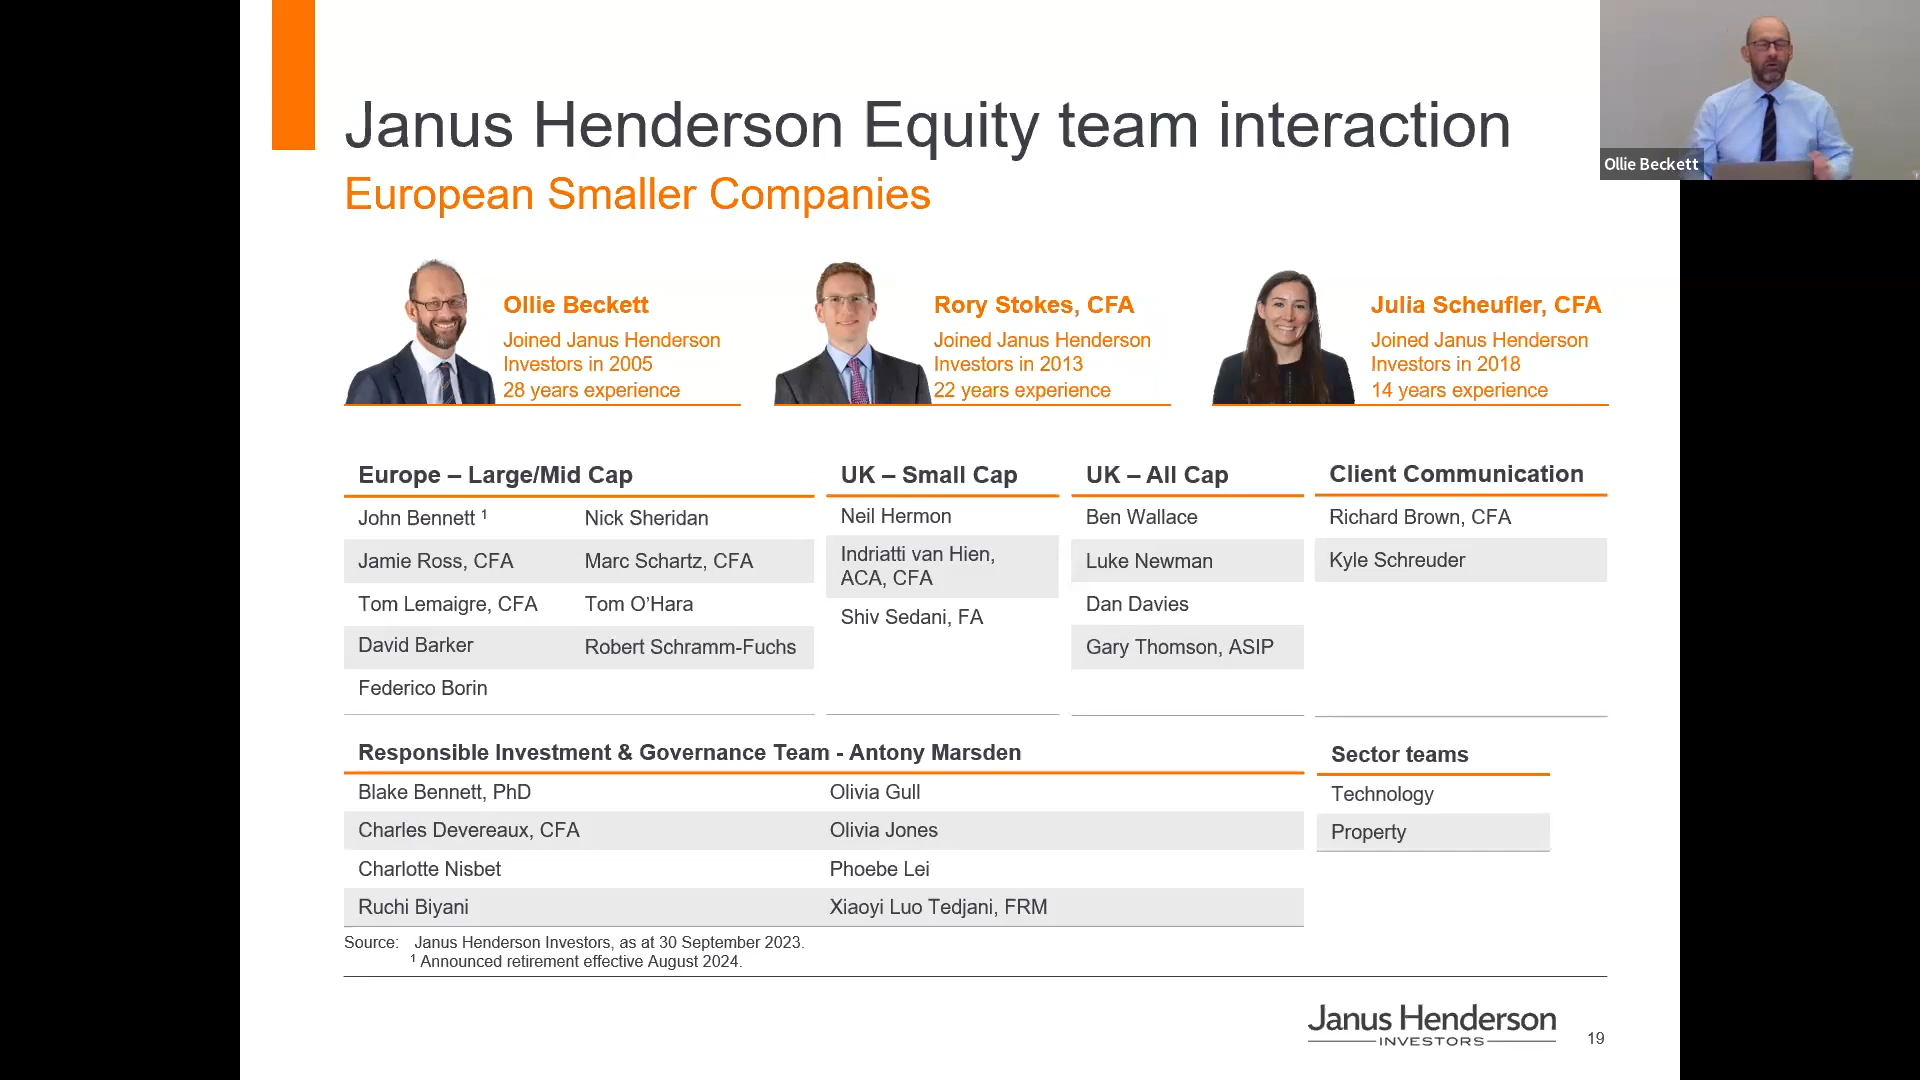 Janus Henderson Equity team interaction
European Smaller Companies
Ollie Beckett
Ollie Beckett
Joined Janus Henderson
Investors in 2005
28 years experience
Rory Stokes, CFA
Joined Janus Henderson
Investors in 2013
22 years experience
Julia Scheufler, CFA
Joined Janus Henderson
Investors in 2018
14 years experience
Europe – Large/Mid Cap
John Bennett ¹ Nick Sheridan
Jamie Ross, CFA Marc Schartz, CFA
Tom Lemaigre, CFA Tom O’Hara
David Barker Robert Schramm-Fuchs
Federico Borin
UK – Small Cap
Neil Hermon
Indriatti van Hien,
ACA, CFA
Shiv Sedani, FA
UK – All Cap
Ben Wallace
Luke Newman
Dan Davies
Gary Thomson, ASIP
Client Communication
Richard Brown, CFA
Kyle Schreuder
Responsible Investment & Governance Team - Antony Marsden
Blake Bennett, PhD Olivia Gull
Charles Devereaux, CFA Olivia Jones
Charlotte Nisbet Phoebe Lei
Ruchi Biyani Xiaoyi Luo Tedjani, FRM
Sector teams
Technology
Property
Source: Janus Henderson Investors, as at 30 September 2023.
¹ Announced retirement effective August 2024.
Janus Henderson
INVESTORS
19